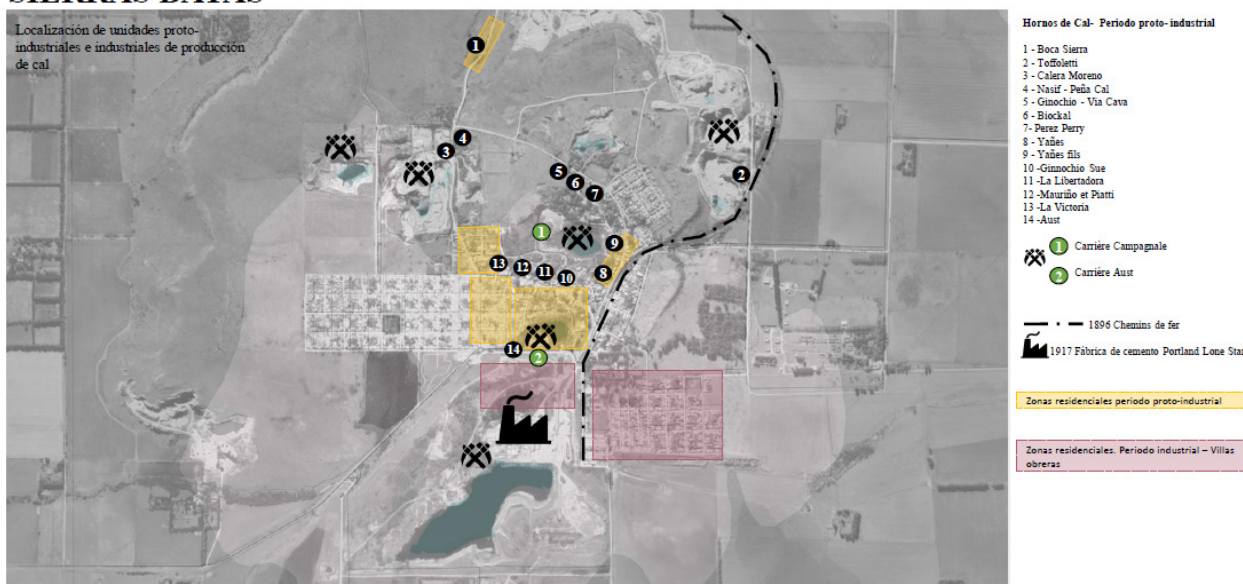 SIERRAS BAYAS
Localización de unidades proto-
industriales e industriales de producción
de cal
1
2
3
4
5
6
7
1
9
8
13
12
11
10
14
2
Hornos de Cal- Periodo proto-industrial
1 - Boca Sierra
2 - Toffoletti
3 - Calera Moreno
4 - Nasif - Peña Cal
5 - Ginochio - Via Cava
6 - Biockal
7- Perez Perry
8 - Yañes
9 - Yañes fils
10 -Ginnochio Sue
11 -La Libertadora
12 -Mauriño et Piatti
13 -La Victoria
14 -Aust
1 Carrière Campagnale
2 Carrière Aust
1896 Chemins de fer
1917 Fábrica de cemento Portland Lone Star
Zonas residenciales periodo proto-industrial
Zonas residenciales. Periodo industrial – Villas
obreras